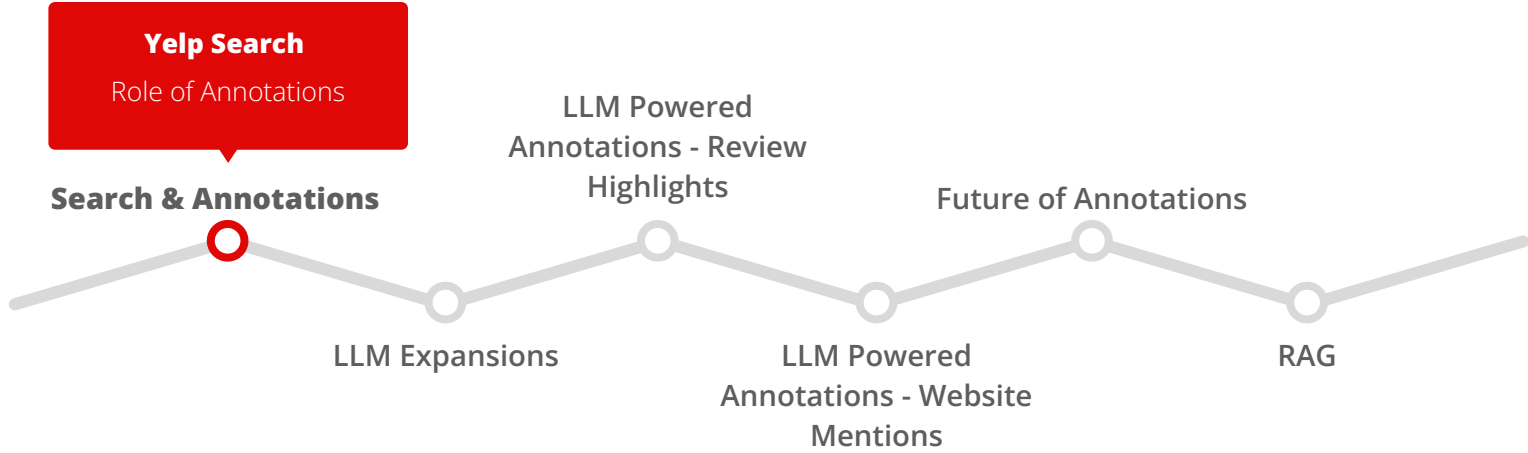 Yelp Search
Role of Annotations
Search & Annotations
LLM Expansions
LLM Powered
Annotations - Review
Highlights
LLM Powered
Annotations - Website
Mentions
Future of Annotations
RAG